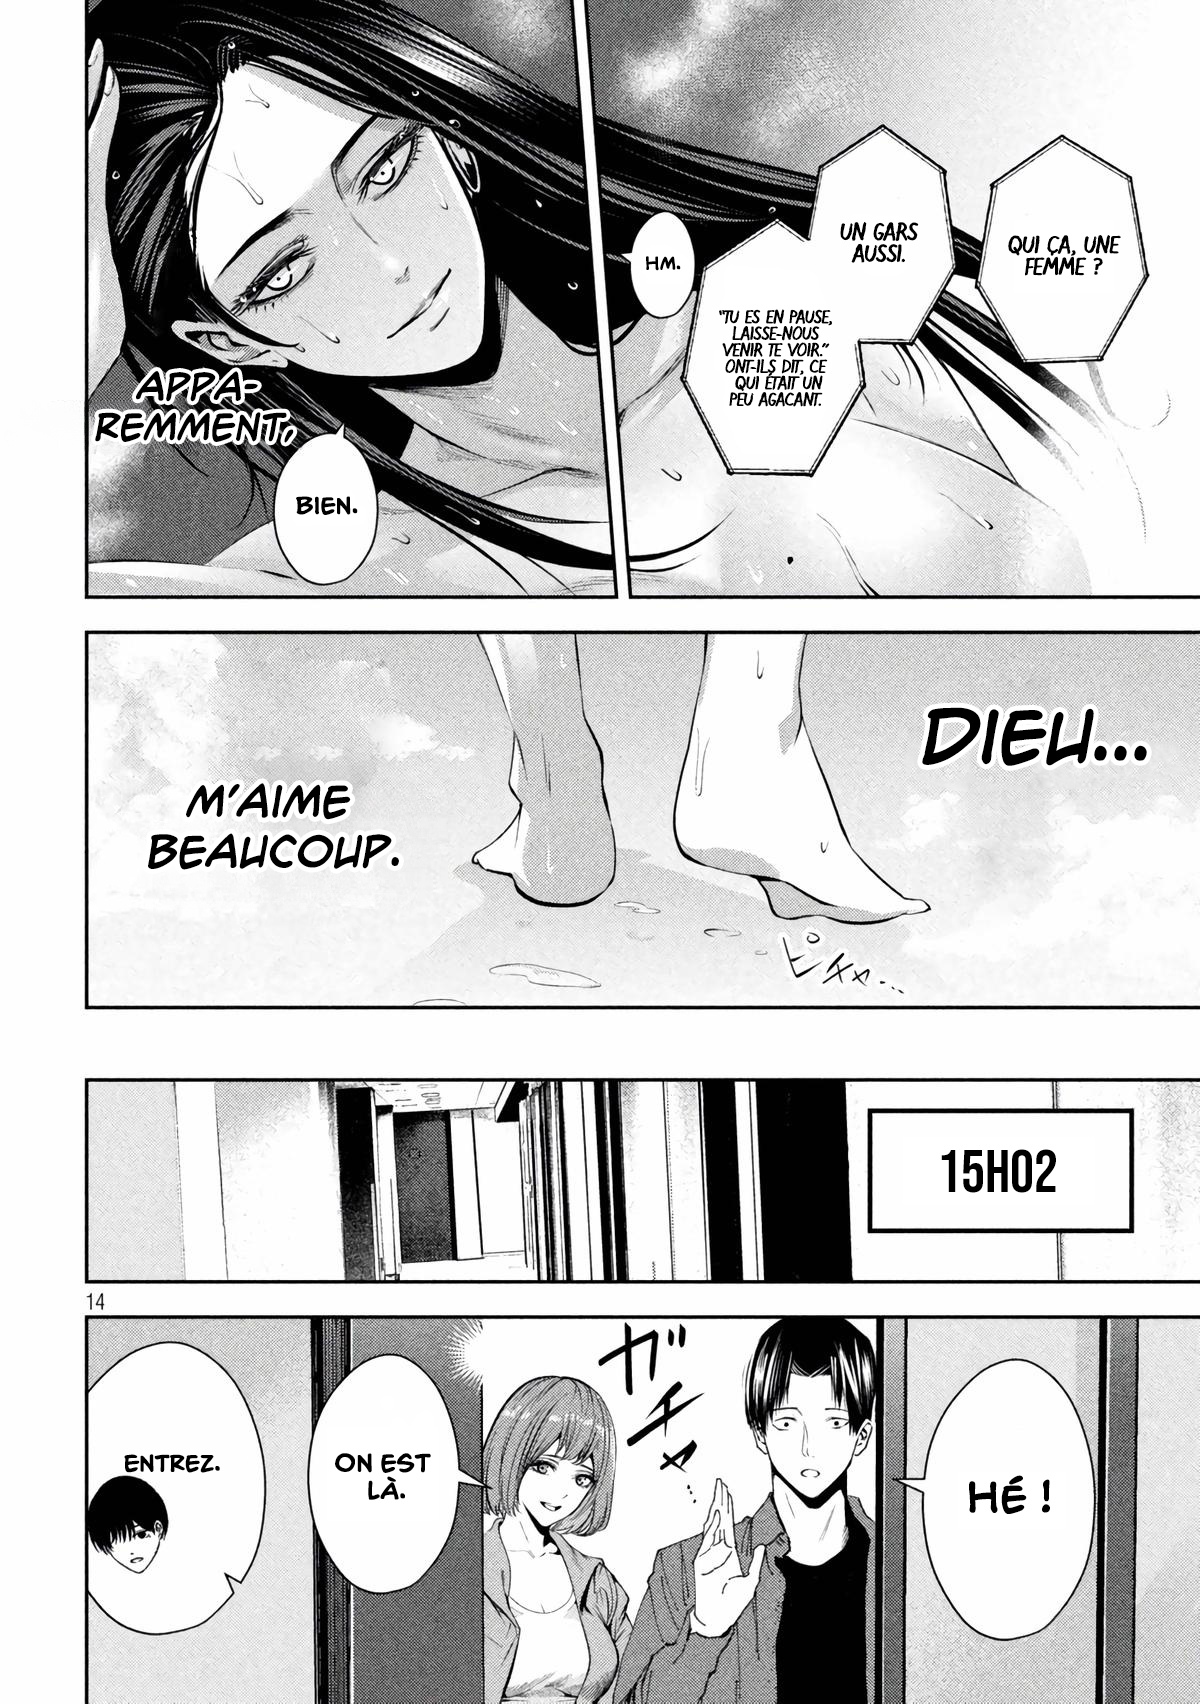 QUI ÇA, UNE
FEMME ?
UN GARS
AUSSI.
"TU ES EN PAUSE,
LAISSE-NOUS
VENIR TE VOIR."
ONT-ILS DIT, CE
QUI ÉTAIT UN
PEU AGACANT.
HM.
APPA-
REMMENT,
BIEN.
DIEU...
M'AIME
BEAUCOUP.
ピチャ...
15H02
14
HÉ !
ガチャ...
ON EST
LÀ.
ENTREZ.